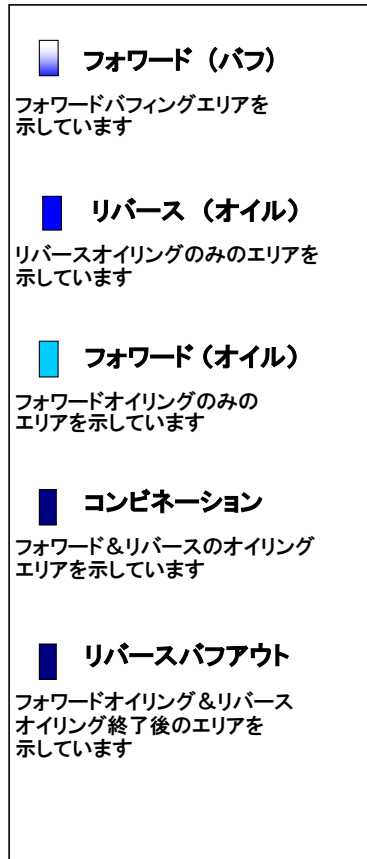 フォワード（バフ）
フォワードバフィングエリアを
示しています
リバース （オイル）
リバースオイリングのみのエリアを
示しています
フォワード（オイル）
フォワードオイリングのみの
エリアを示しています
コンビネーション
フォワード＆リバースのオイリング
エリアを示しています
リバースバフアウト
フォワードオイリング＆リバース
オイリング終了後のエリアを
示しています